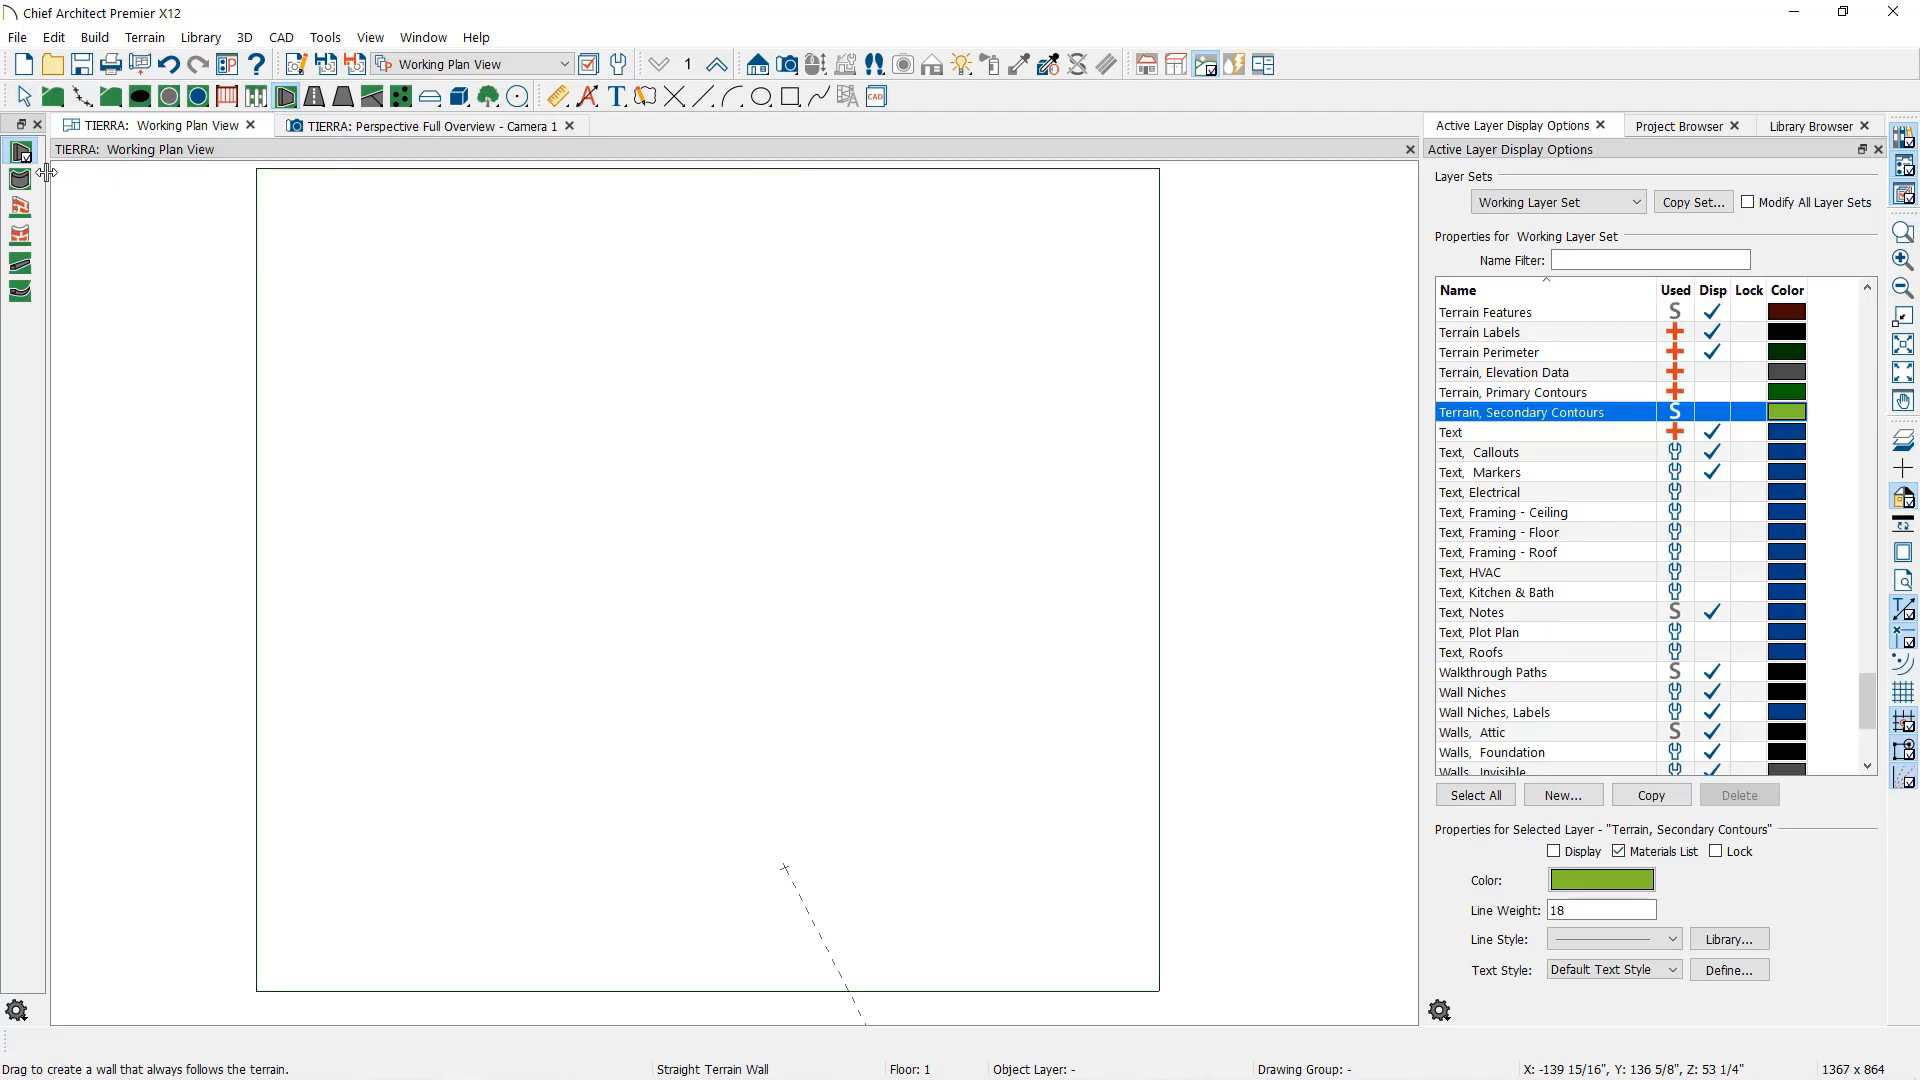 Chief Architect Premier X12
File Edit Build Terrain Library 3D CAD Tools View Window Help
Working Plan View 1
CAD
TIERRA: Working Plan View TIERRA: Perspective Full Overview - Camera 1
TIERRA: Working Plan View
Active Layer Display Options Project Browser Library Browser
Active Layer Display Options
Layer Sets
Working Layer Set Copy Set... Modify All Layer Sets
Properties for Working Layer Set
Name Filter:
Name Used Disp Lock Color
Terrain Features S
Terrain Labels
Terrain Perimeter
Terrain, Elevation Data
Terrain, Primary Contours
Terrain, Secondary Contours S
Text
Text, Callouts
Text, Markers
Text, Electrical
Text, Framing - Ceiling
Text, Framing - Floor
Text, Framing - Roof
Text, HVAC
Text, Kitchen & Bath
Text, Notes S
Text, Plot Plan
Text, Roofs
Walkthrough Paths S
Wall Niches
Wall Niches, Labels
Walls, Attic S
Walls, Foundation
Walls, Invisible
Select All New... Copy Delete
Properties for Selected Layer - "Terrain, Secondary Contours"
Display Materials List Lock
Color:
Line Weight: 18
Line Style: Library...
Text Style: Default Text Style Define...
Drag to create a wall that always follows the terrain. Straight Terrain Wall Floor: 1 Object Layer: - Drawing Group: - X: -139 15/16", Y: 136 5/8", Z: 53 1/4" 1367 x 864